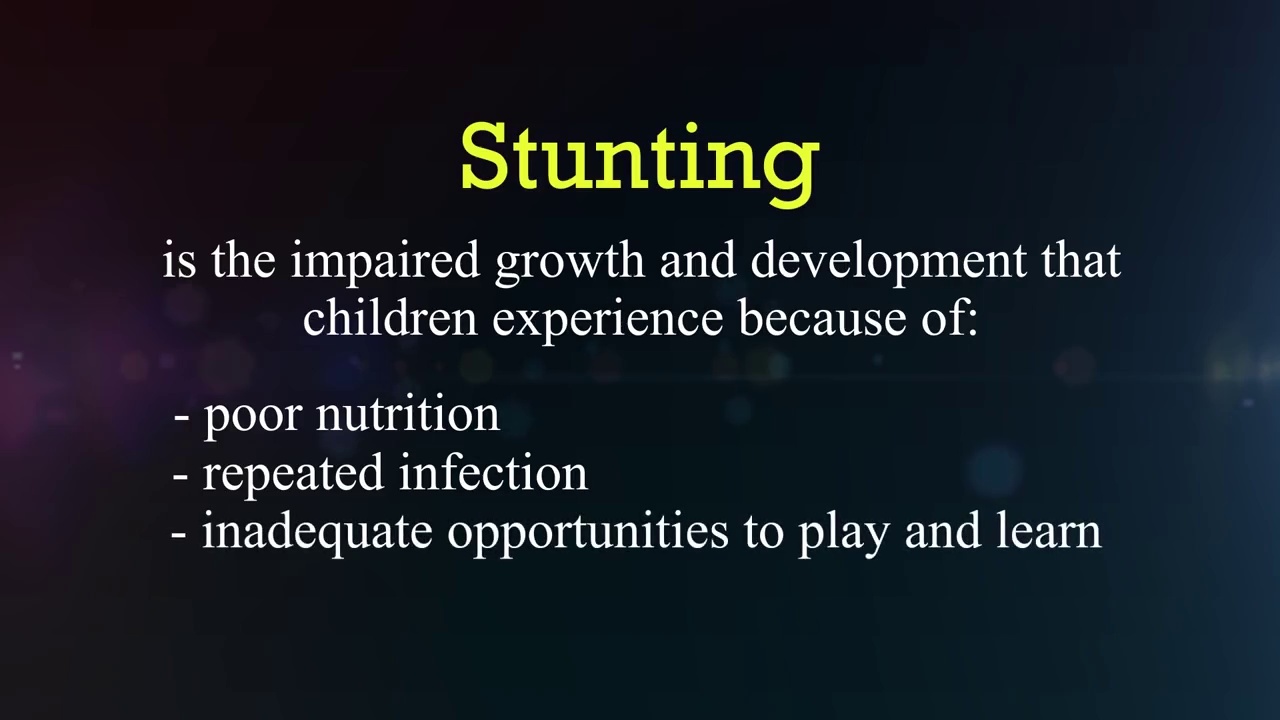 Stunting
is the impaired growth and development that
children experience because of:
- poor nutrition
- repeated infection
- inadequate opportunities to play and learn